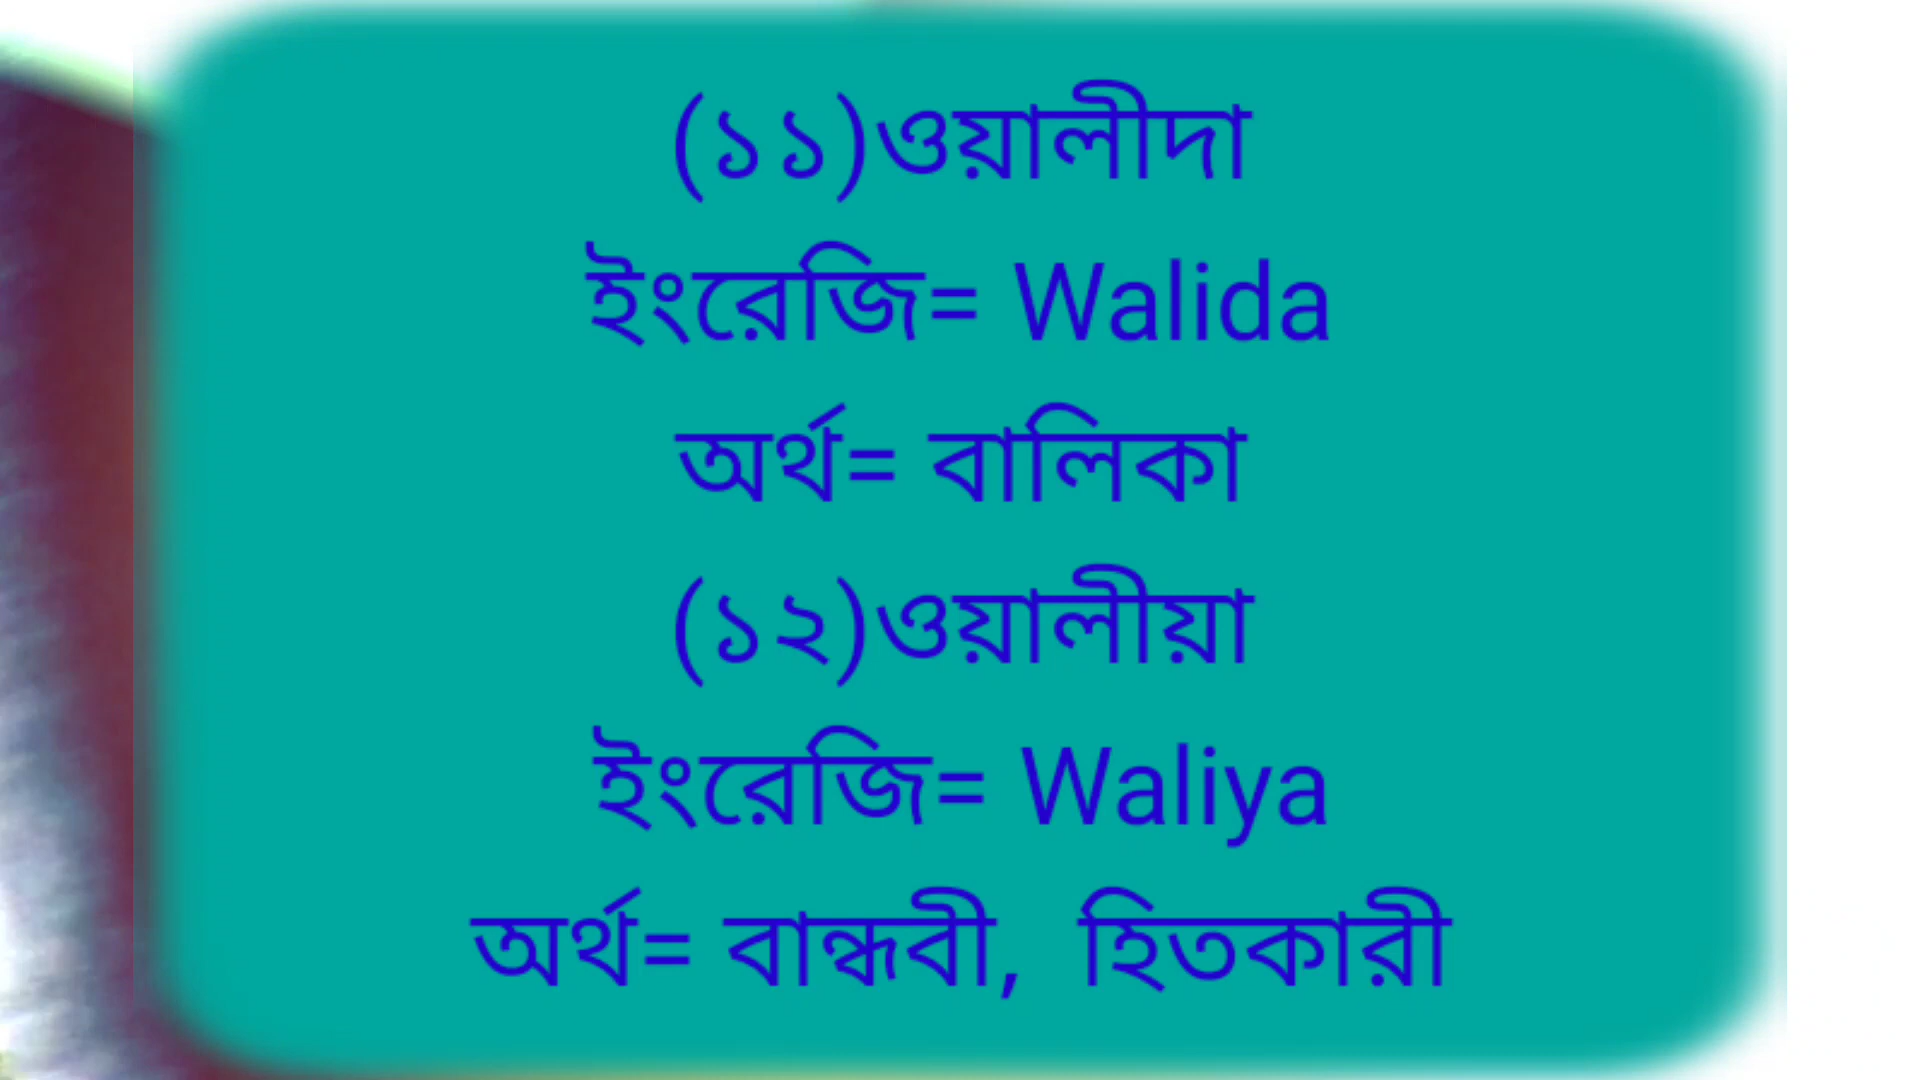 (১১)ওয়ালীদা
ইংরেজি= Walida
অর্থ= বালিকা
(১২)ওয়ালীয়া
ইংরেজি= Waliya
অর্থ= বান্ধবী, হিতকারী